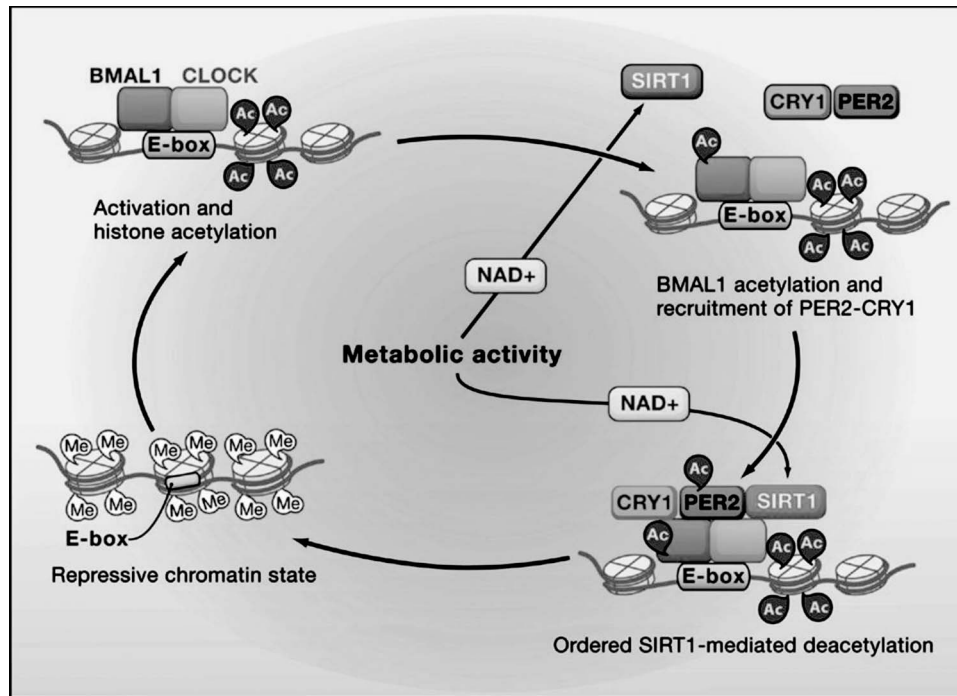 BMAL1 CLOCK
Ac Ac
E-box
Ac Ac
Activation and
histone acetylation
SIRT1
CRY1 PER2
Ac
Ac Ac
E-box
Ac Ac
BMAL1 acetylation and
recruitment of PER2-CRY1
NAD+
Metabolic activity
NAD+
Ac
CRY1 PER2 SIRT1
Ac Ac Ac
E-box
Ac Ac
Ordered SIRT1-mediated deacetylation
Me Me Me Me Me Me
Me Me Me Me Me Me
E-box
Repressive chromatin state